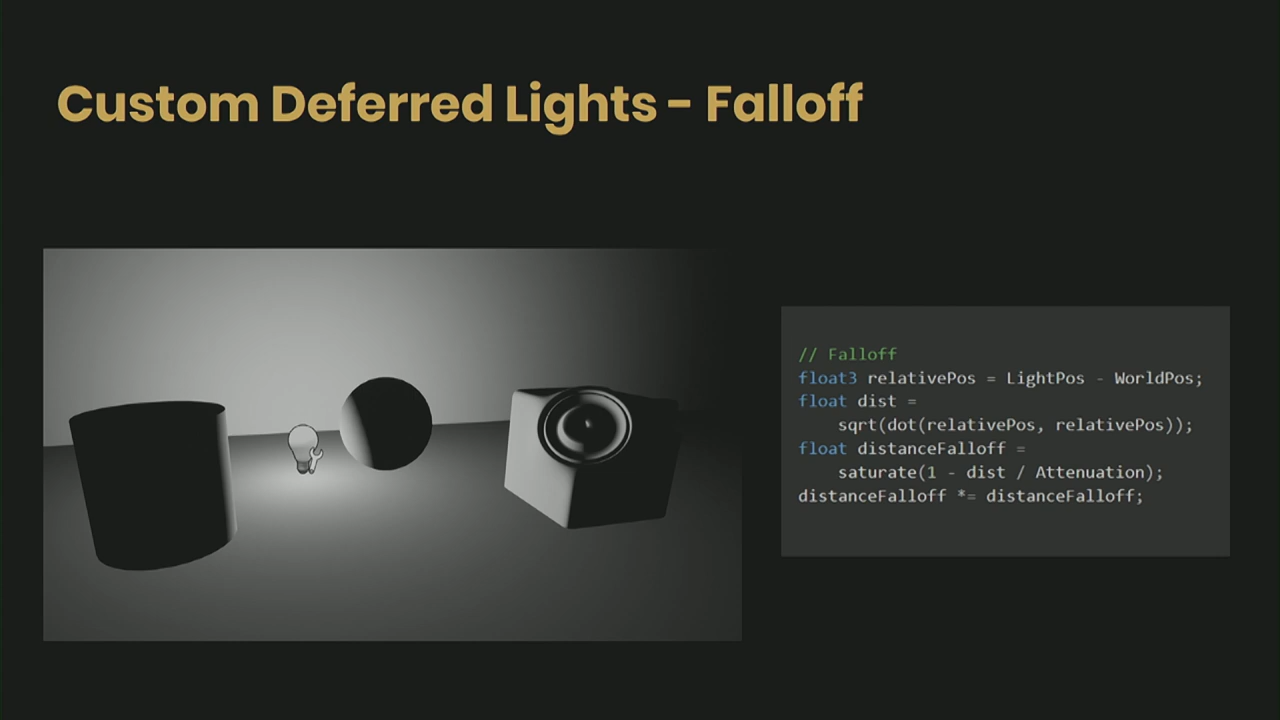 Custom Deferred Lights - Falloff
// Falloff
float3 relativePos = LightPos - WorldPos;
float dist =
sqrt(dot(relativePos, relativePos));
float distanceFalloff =
saturate(1 - dist / Attenuation);
distanceFalloff *= distanceFalloff;